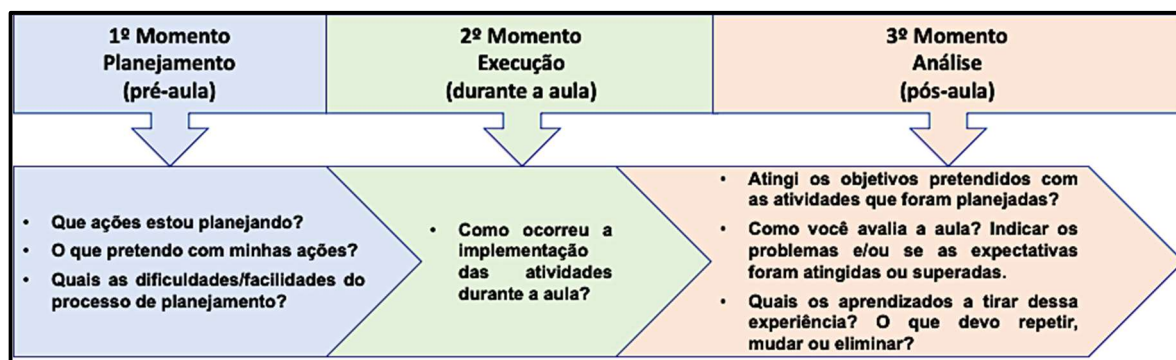 1º Momento
Planejamento
(pré-aula)
2º Momento
Execução
(durante a aula)
3º Momento
Análise
(pós-aula)
• Que ações estou planejando?
• O que pretendo com minhas ações?
• Quais as dificuldades/facilidades do
processo de planejamento?
• Como ocorreu a
implementação
das atividades
durante a aula?
• Atingi os objetivos pretendidos com
as atividades que foram planejadas?
• Como você avalia a aula? Indicar os
problemas e/ou se as expectativas
foram atingidas ou superadas.
• Quais os aprendizados a tirar dessa
experiência? O que devo repetir,
mudar ou eliminar?